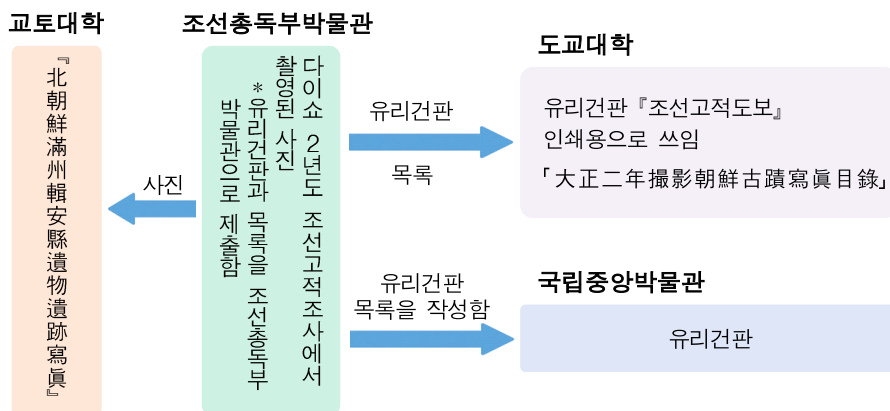 교토대학
『北朝鮮滿州輯安縣遺物遺跡寫眞』
사진
조선총독부박물관
다이쇼 2년도 조선고적조사에서
촬영된 사진
*유리건판과 목록을 조선총독부
박물관으로 제출함
유리건판
목록
도교대학
유리건판 『조선고적도보』
인쇄용으로 쓰임
「大正二年撮影朝鮮古蹟寫眞目錄」
유리건판
목록을 작성함
국립중앙박물관
유리건판